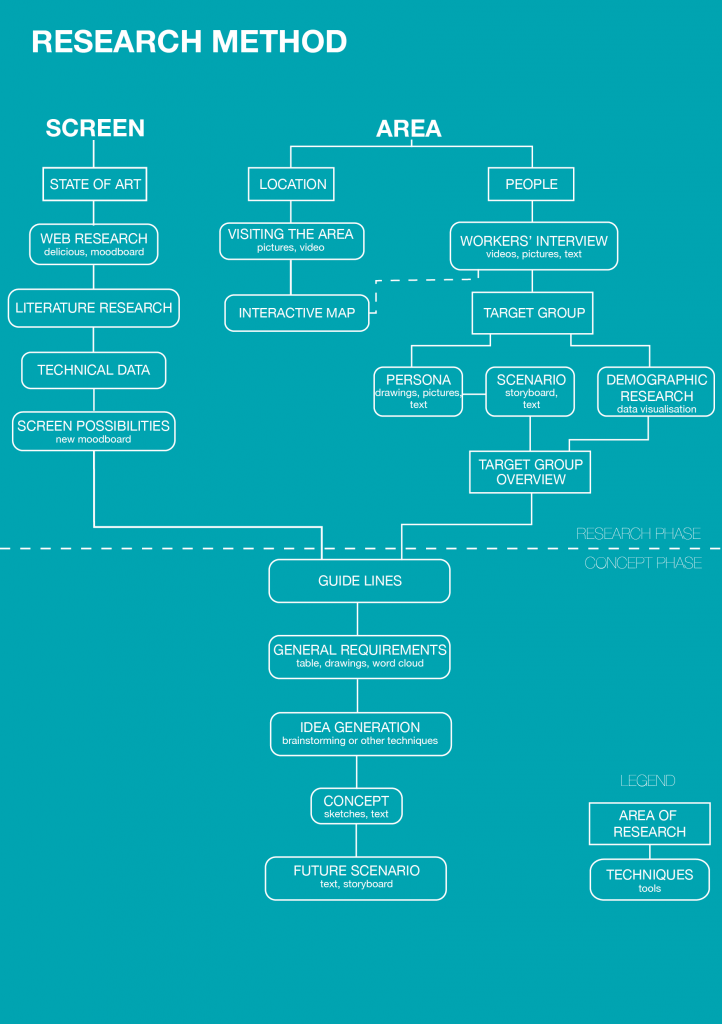 RESEARCH METHOD
SCREEN
STATE OF ART
WEB RESEARCH
delicious, moodboard
LITERATURE RESEARCH
TECHNICAL DATA
SCREEN POSSIBILITIES
new moodboard
AREA
LOCATION
VISITING THE AREA
pictures, video
INTERACTIVE MAP
PEOPLE
WORKERS' INTERVIEW
videos, pictures, text
TARGET GROUP
PERSONA
drawings, pictures,
text
SCENARIO
storyboard,
text
DEMOGRAPHIC
RESEARCH
data visualisation
TARGET GROUP
OVERVIEW
RESEARCH PHASE
CONCEPT PHASE
GUIDE LINES
GENERAL REQUIREMENTS
table, drawings, word cloud
IDEA GENERATION
brainstorming or other techniques
CONCEPT
sketches, text
FUTURE SCENARIO
text, storyboard
LEGEND
AREA OF
RESEARCH
TECHNIQUES
tools